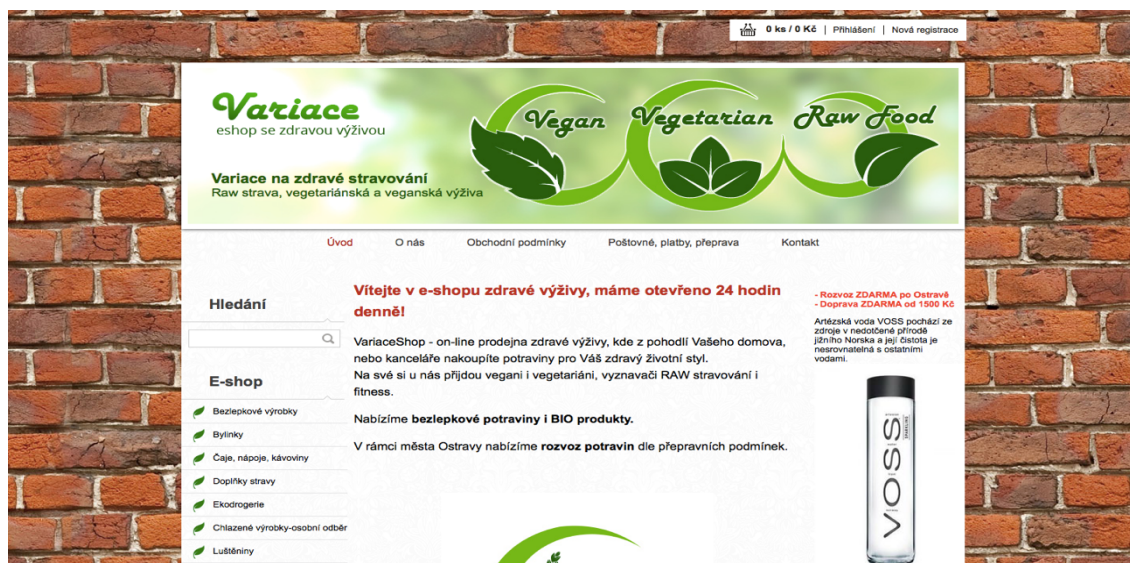 0 ks / 0 Kč | Přihlášení | Nová registrace
Variace
eshop se zdravou výživou
Vegan
Vegetarian
Raw Food
Variace na zdravé stravování
Raw strava, vegetariánská a veganská výživa
Úvod
O nás
Obchodní podmínky
Poštovné, platby, přeprava
Kontakt
Hledání
E-shop
Bezlepkové výrobky
Bylinky
Čaje, nápoje, kávoviny
Doplňky stravy
Ekodrogerie
Chlazené výrobky-osobní odběr
Luštěniny
Vítejte v e-shopu zdravé výživy, máme otevřeno 24 hodin
denně!
VariaceShop - on-line prodejna zdravé výživy, kde z pohodlí Vašeho domova,
nebo kanceláře nakoupíte potraviny pro Váš zdravý životní styl.
Na své si u nás přijdou vegani i vegetariáni, vyznavači RAW stravování i
fitness.
Nabízíme bezlepkové potraviny i BIO produkty.
V rámci města Ostravy nabízíme rozvoz potravin dle přepravních podmínek.
- Rozvoz ZDARMA po Ostravě
- Doprava ZDARMA od 1500 Kč
Artézská voda VOSS pochází ze
zdroje v nedotčené přírodě
jižního Norska a její čistota je
nesrovnatelná s ostatními
vodami.
VOSS
SPARKLING